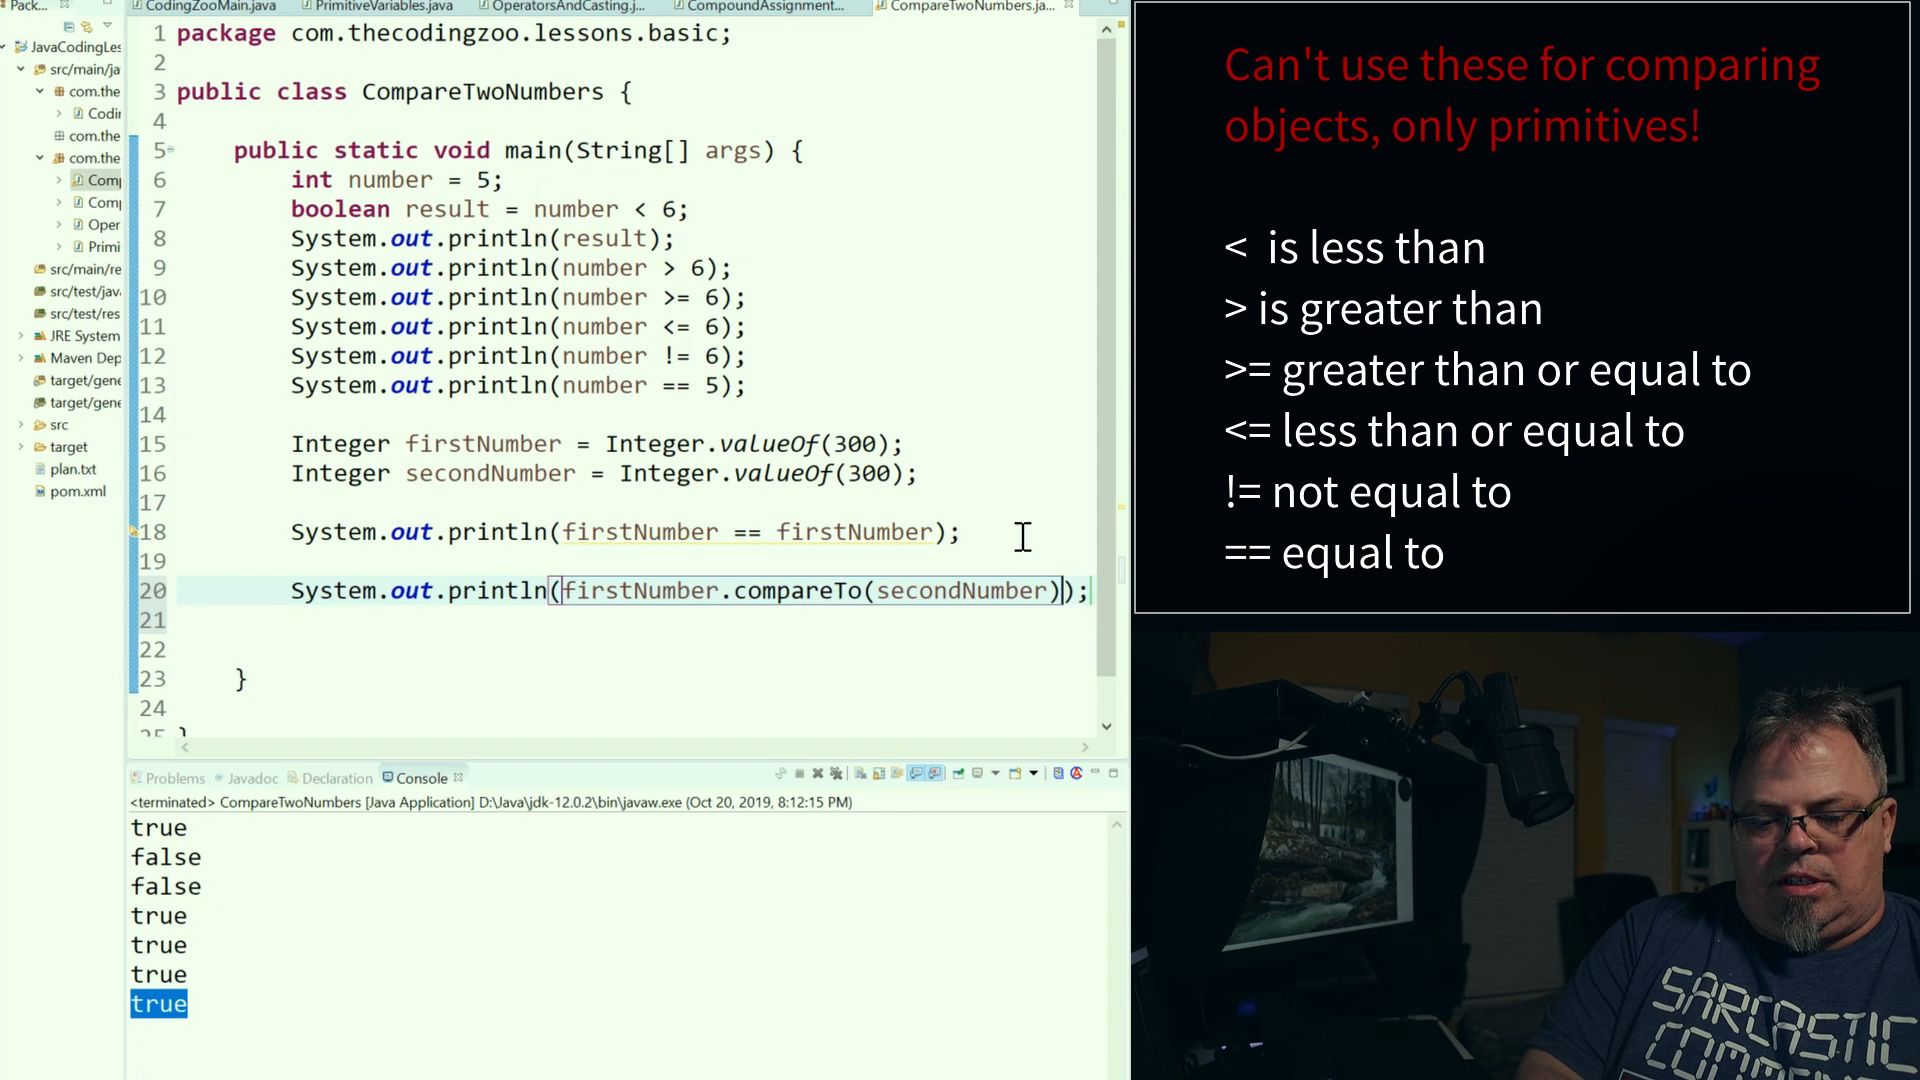 Pack...
CodingZooMain.java
PrimitiveVariables.java
OperatorsAndCasting.j...
CompoundAssignment...
CompareTwoNumbers.ja...
JavaCodingLes
src/main/ja
com.the
Codin
com.the
com.the
Comp
Comp
Oper
Primi
src/main/re
src/test/java
src/test/res
JRE System
Maven Dep
target/gene
target/gene
src
target
plan.txt
pom.xml
1 package com.thecodingzoo.lessons.basic;
2
3 public class CompareTwoNumbers {
4
5 public static void main(String[] args) {
6 int number = 5;
7 boolean result = number < 6;
8 System.out.println(result);
9 System.out.println(number > 6);
10 System.out.println(number >= 6);
11 System.out.println(number <= 6);
12 System.out.println(number != 6);
13 System.out.println(number == 5);
14
15 Integer firstNumber = Integer.valueOf(300);
16 Integer secondNumber = Integer.valueOf(300);
17
18 System.out.println(firstNumber == firstNumber);
19
20 System.out.println(firstNumber.compareTo(secondNumber));
21
22
23 }
24
25 }
Problems
Javadoc
Declaration
Console
<terminated> CompareTwoNumbers [Java Application] D:\Java\jdk-12.0.2\bin\javaw.exe (Oct 20, 2019, 8:12:15 PM)
true
false
false
true
true
true
true
Can't use these for comparing
objects, only primitives!
< is less than
> is greater than
>= greater than or equal to
<= less than or equal to
!= not equal to
== equal to
SARCASTIC